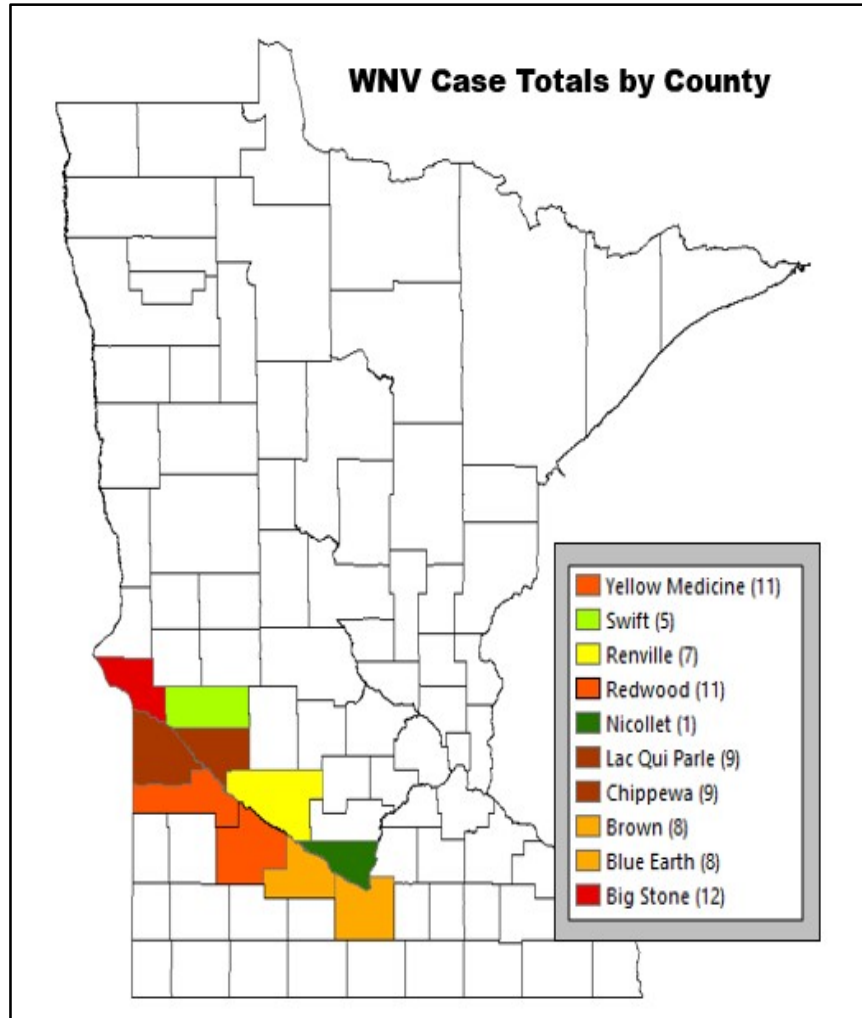 WNV Case Totals by County
Yellow Medicine (11)
Swift (5)
Renville (7)
Redwood (11)
Nicollet (1)
Lac Qui Parle (9)
Chippewa (9)
Brown (8)
Blue Earth (8)
Big Stone (12)